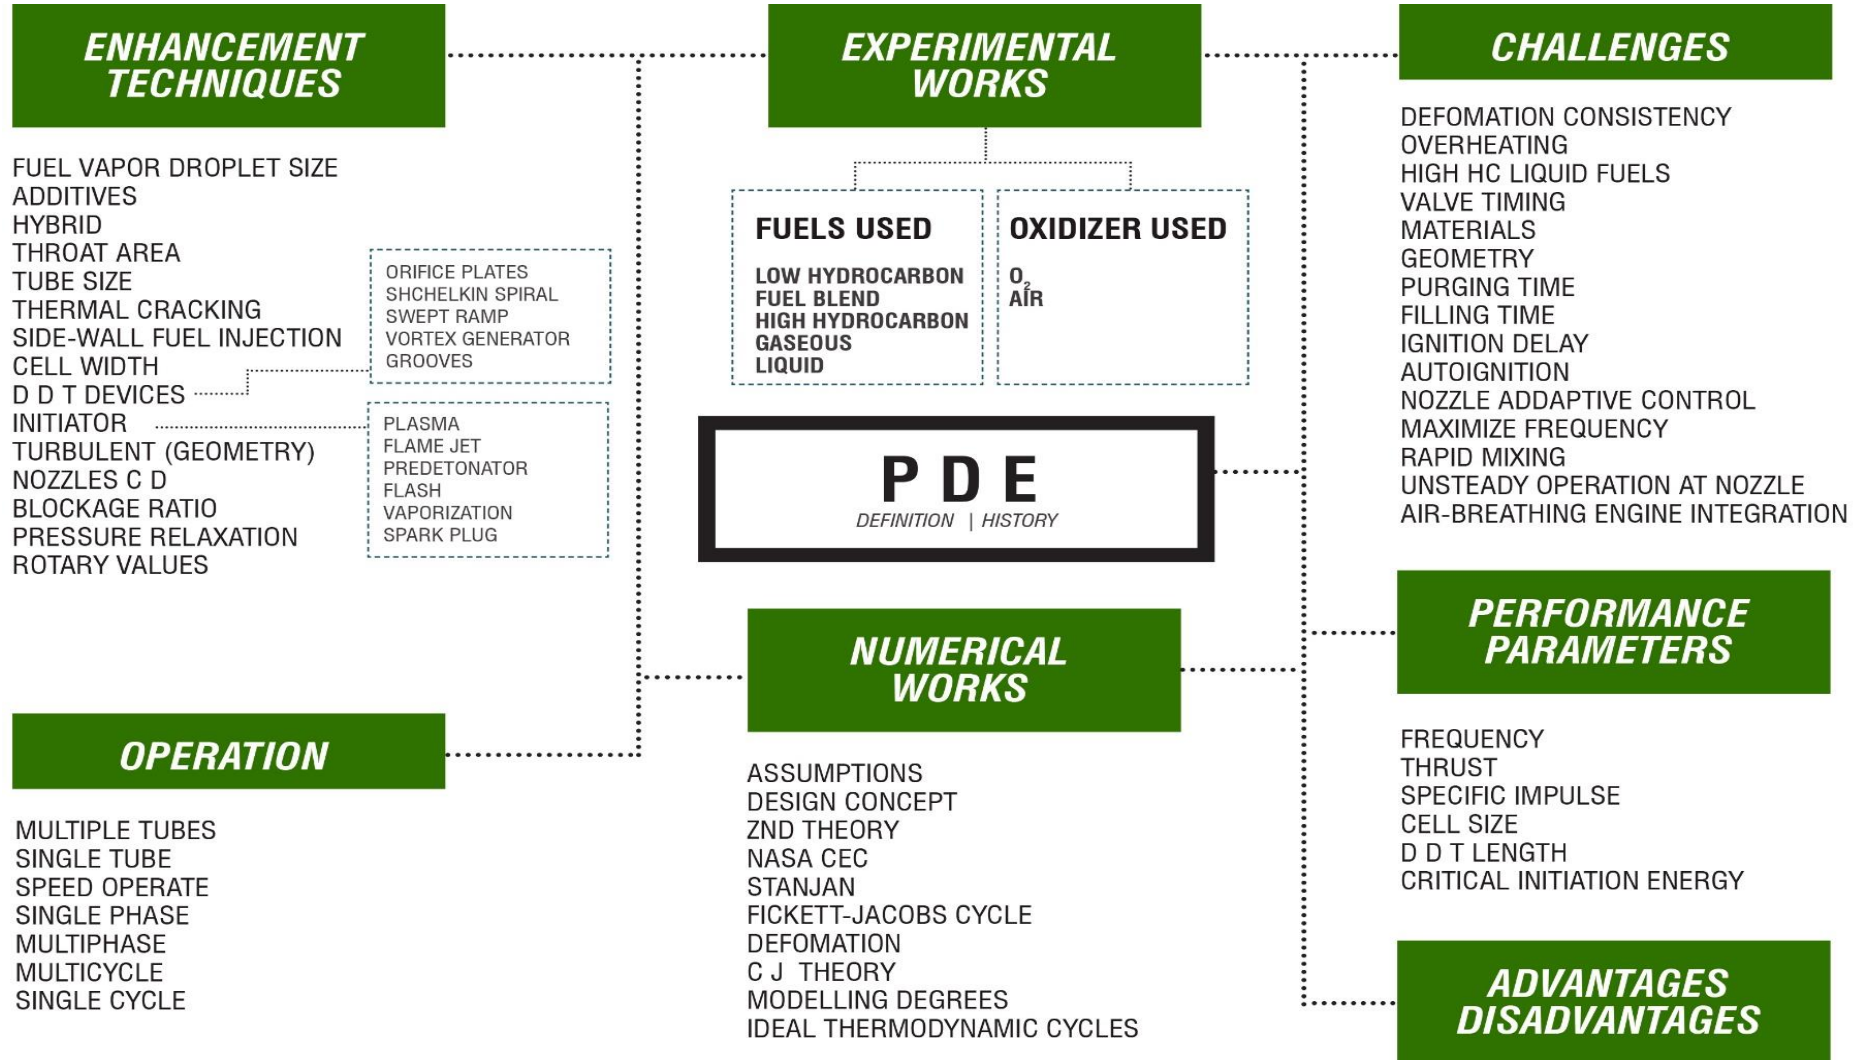 ENHANCEMENT
TECHNIQUES
FUEL VAPOR DROPLET SIZE
ADDITIVES
HYBRID
THROAT AREA
TUBE SIZE
THERMAL CRACKING
SIDE-WALL FUEL INJECTION
CELL WIDTH
D D T DEVICES
INITIATOR
TURBULENT (GEOMETRY)
NOZZLES C D
BLOCKAGE RATIO
PRESSURE RELAXATION
ROTARY VALUES
ORIFICE PLATES
SHCHELKIN SPIRAL
SWEPT RAMP
VORTEX GENERATOR
GROOVES
PLASMA
FLAME JET
PREDETONATOR
FLASH
VAPORIZATION
SPARK PLUG
OPERATION
MULTIPLE TUBES
SINGLE TUBE
SPEED OPERATE
SINGLE PHASE
MULTIPHASE
MULTICYCLE
SINGLE CYCLE
EXPERIMENTAL
WORKS
FUELS USED
LOW HYDROCARBON
FUEL BLEND
HIGH HYDROCARBON
GASEOUS
LIQUID
OXIDIZER USED
O₂
AIR
P D E
DEFINITION | HISTORY
NUMERICAL
WORKS
ASSUMPTIONS
DESIGN CONCEPT
ZND THEORY
NASA CEC
STANJAN
FICKETT-JACOBS CYCLE
DEFOMATION
C J THEORY
MODELLING DEGREES
IDEAL THERMODYNAMIC CYCLES
CHALLENGES
DEFOMATION CONSISTENCY
OVERHEATING
HIGH HC LIQUID FUELS
VALVE TIMING
MATERIALS
GEOMETRY
PURGING TIME
FILLING TIME
IGNITION DELAY
AUTOIGNITION
NOZZLE ADDAPTIVE CONTROL
MAXIMIZE FREQUENCY
RAPID MIXING
UNSTEADY OPERATION AT NOZZLE
AIR-BREATHING ENGINE INTEGRATION
PERFORMANCE
PARAMETERS
FREQUENCY
THRUST
SPECIFIC IMPULSE
CELL SIZE
D D T LENGTH
CRITICAL INITIATION ENERGY
ADVANTAGES
DISADVANTAGES